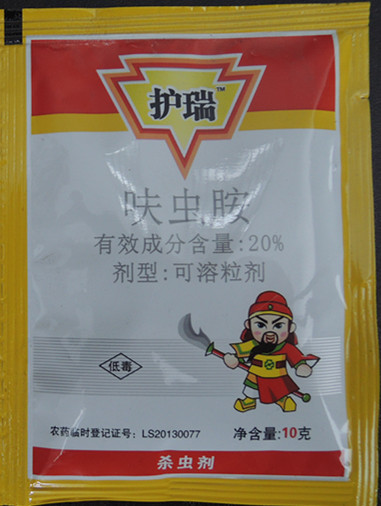 护瑞™
呋虫胺
有效成分含量:20%
剂型:可溶粒剂
低毒
农药临时登记证号: LS20130077
净含量:10克
杀虫剂